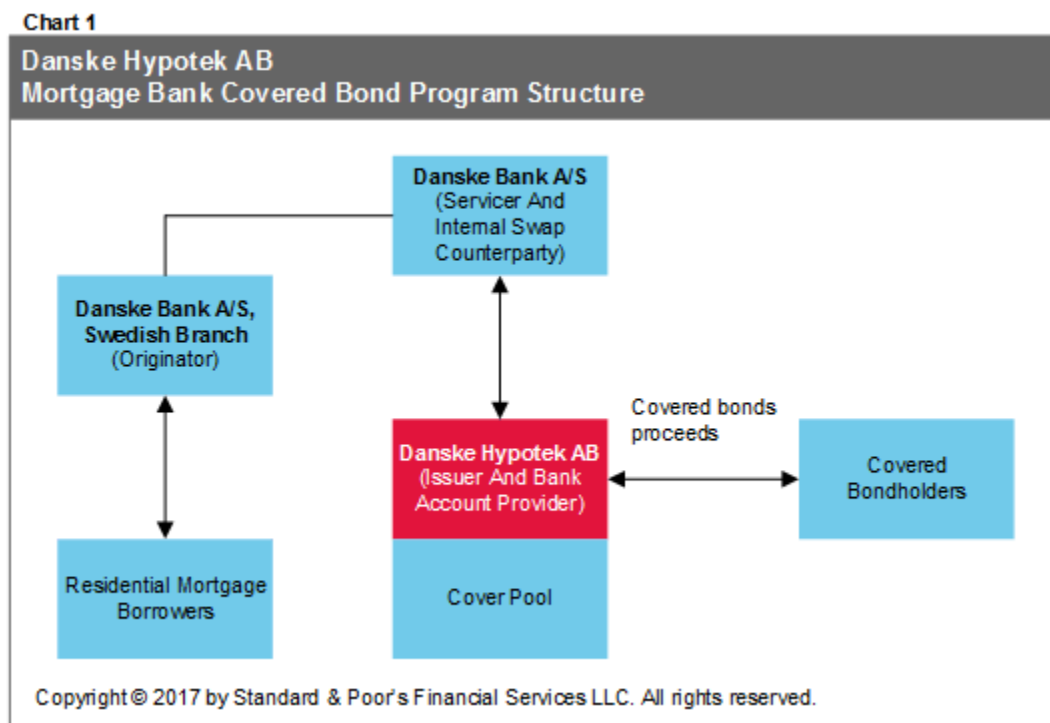 Chart 1
Danske Hypotek AB
Mortgage Bank Covered Bond Program Structure
Danske Bank A/S
(Servicer And
Internal Swap
Counterparty)
Danske Bank A/S,
Swedish Branch
(Originator)
Covered bonds
proceeds
Danske Hypotek AB
(Issuer And Bank
Account Provider)
Covered
Bondholders
Residential Mortgage
Borrowers
Cover Pool
Copyright © 2017 by Standard & Poor's Financial Services LLC. All rights reserved.